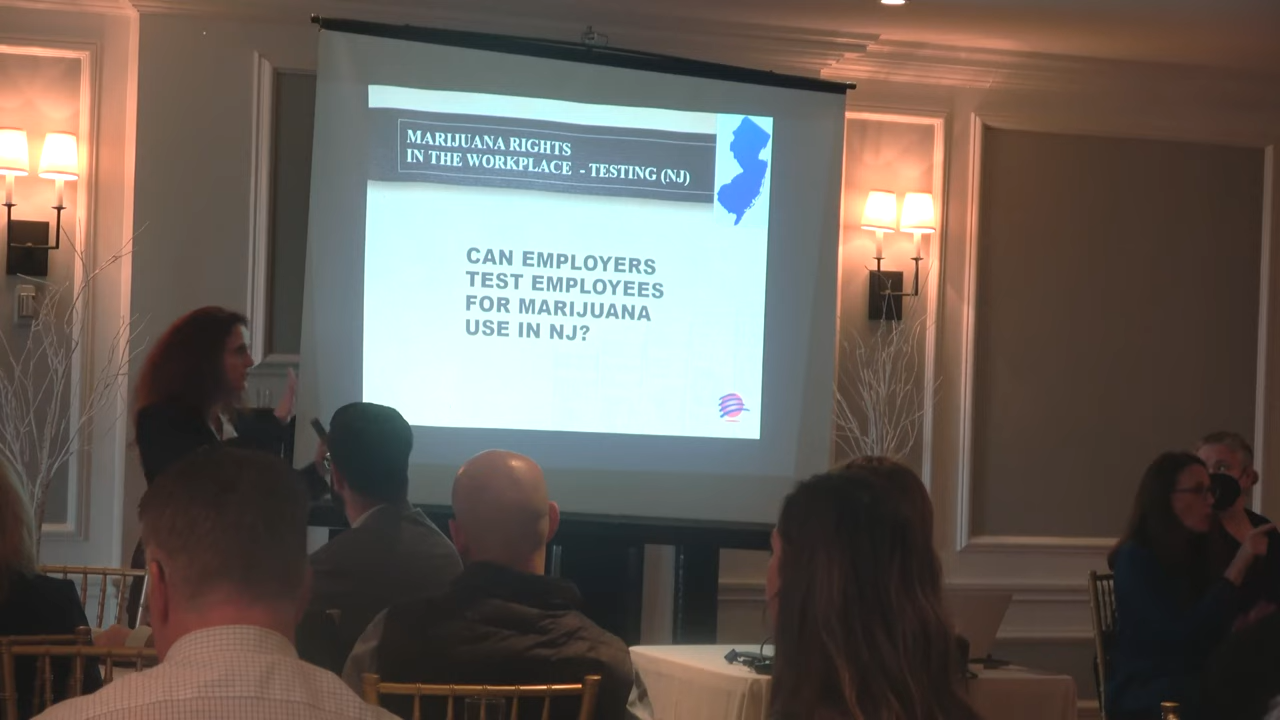 MARIJUANA RIGHTS
IN THE WORKPLACE - TESTING (NJ)
CAN EMPLOYERS
TEST EMPLOYEES
FOR MARIJUANA
USE IN NJ?